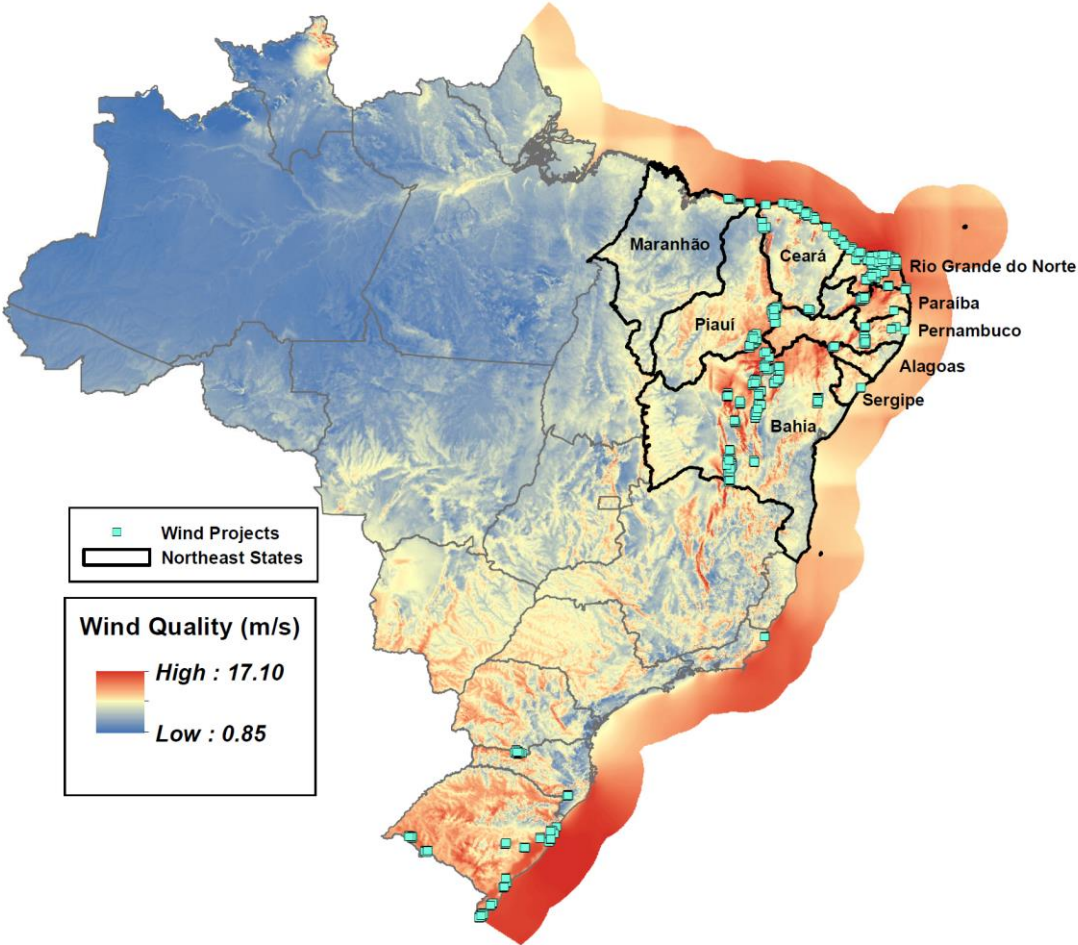 Maranhão
Ceará
Rio Grande do Norte
Paraíba
Piauí
Pernambuco
Alagoas
Sergipe
Bahia
Wind Projects
Northeast States
Wind Quality (m/s)
High : 17.10
Low : 0.85